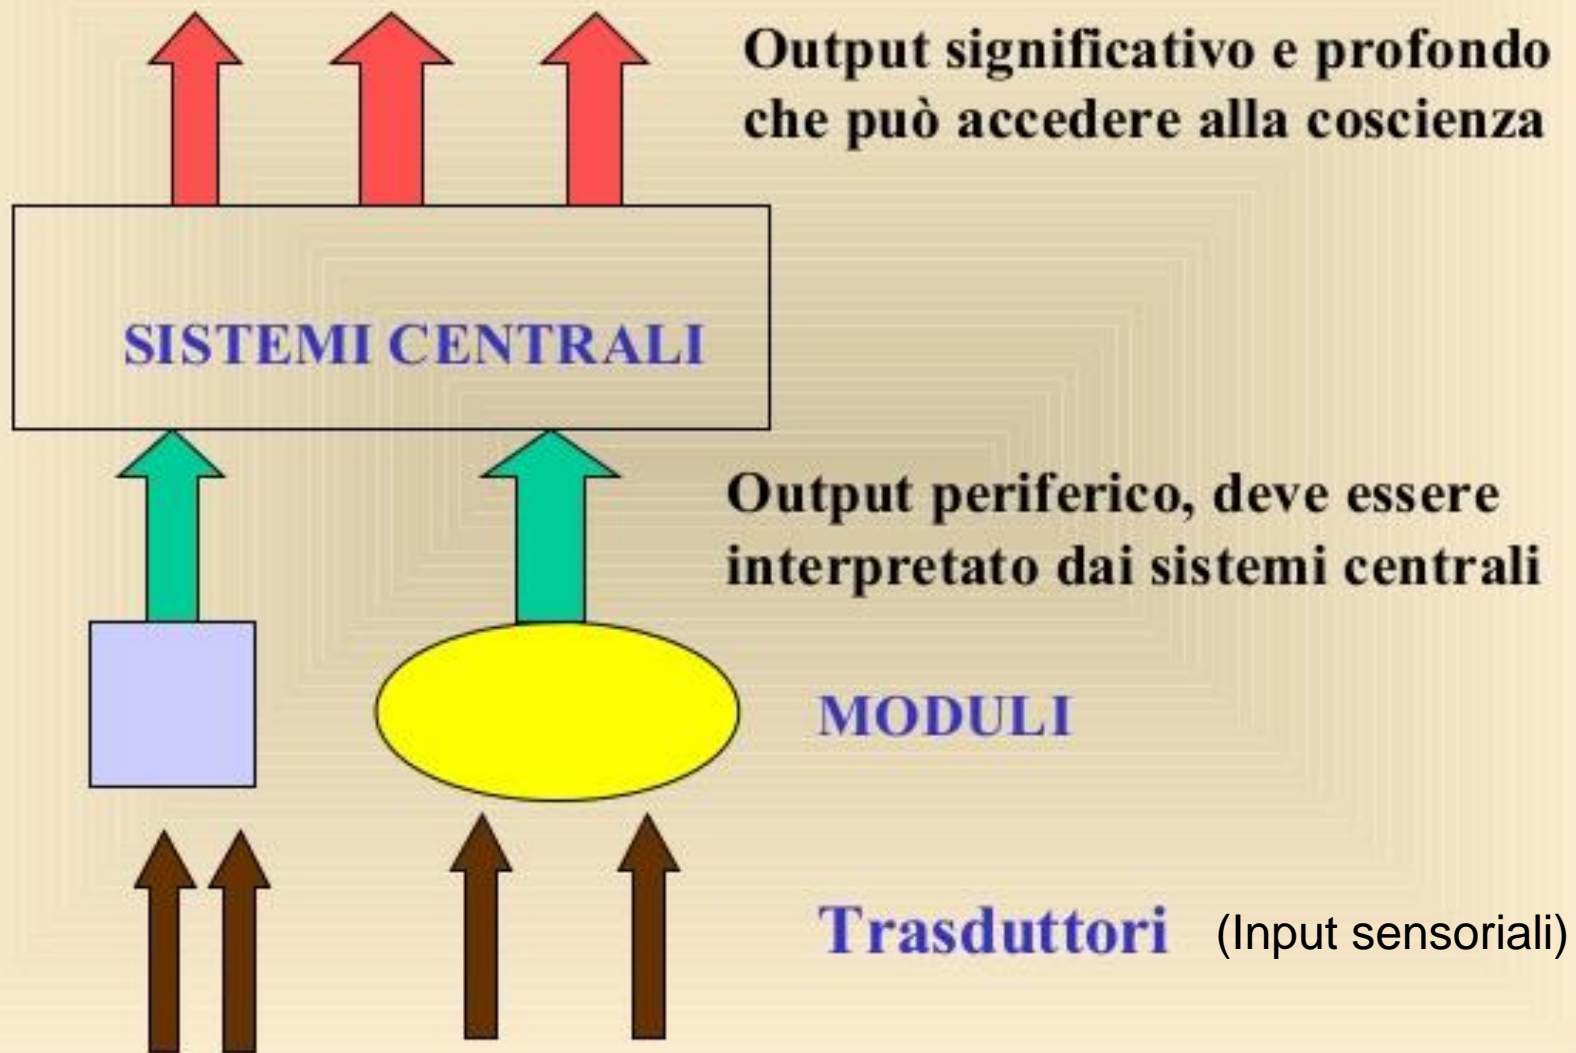 Output significativo e profondo
che può accedere alla coscienza
SISTEMI CENTRALI
Output periferico, deve essere
interpretato dai sistemi centrali
MODULI
Trasduttori (Input sensoriali)